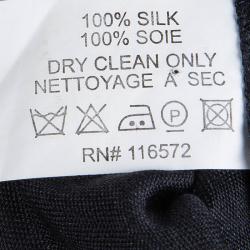 100% SILK
100% SOIE
DRY CLEAN ONLY
NETTOYAGE À SEC
P
RN# 116572